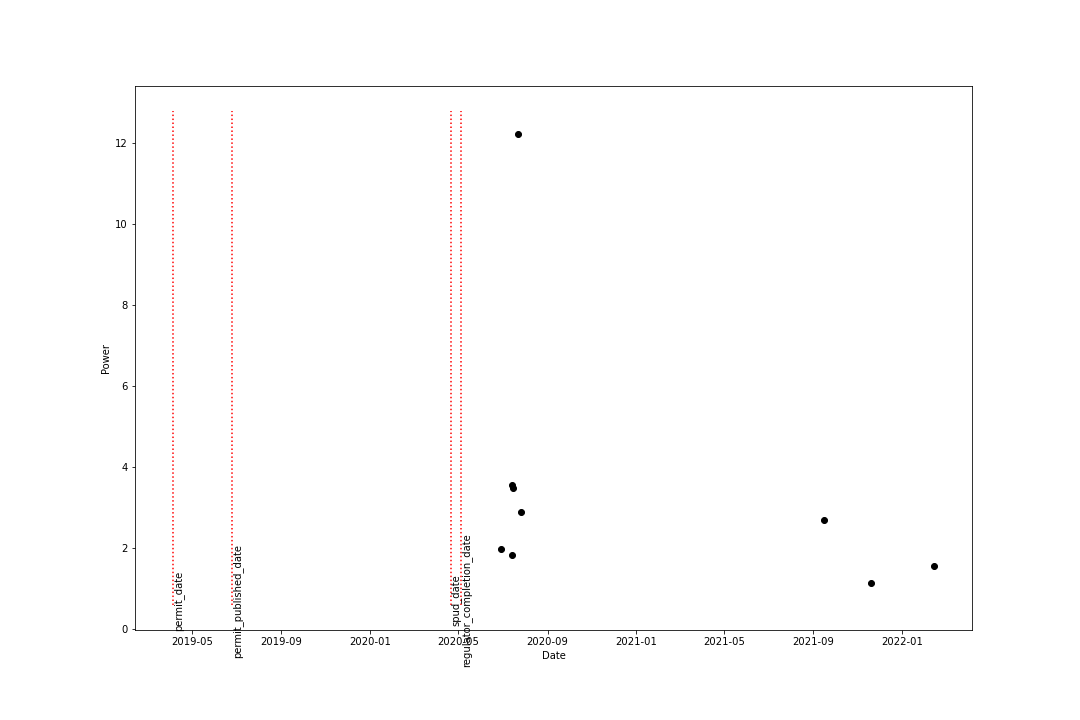 12
10
8
6
4
2
0
Power
permit_date
permit_published_date
spud_date
regulator_completion_date
2019-05
2019-09
2020-01
2020-05
2020-09
2021-01
2021-05
2021-09
2022-01
Date